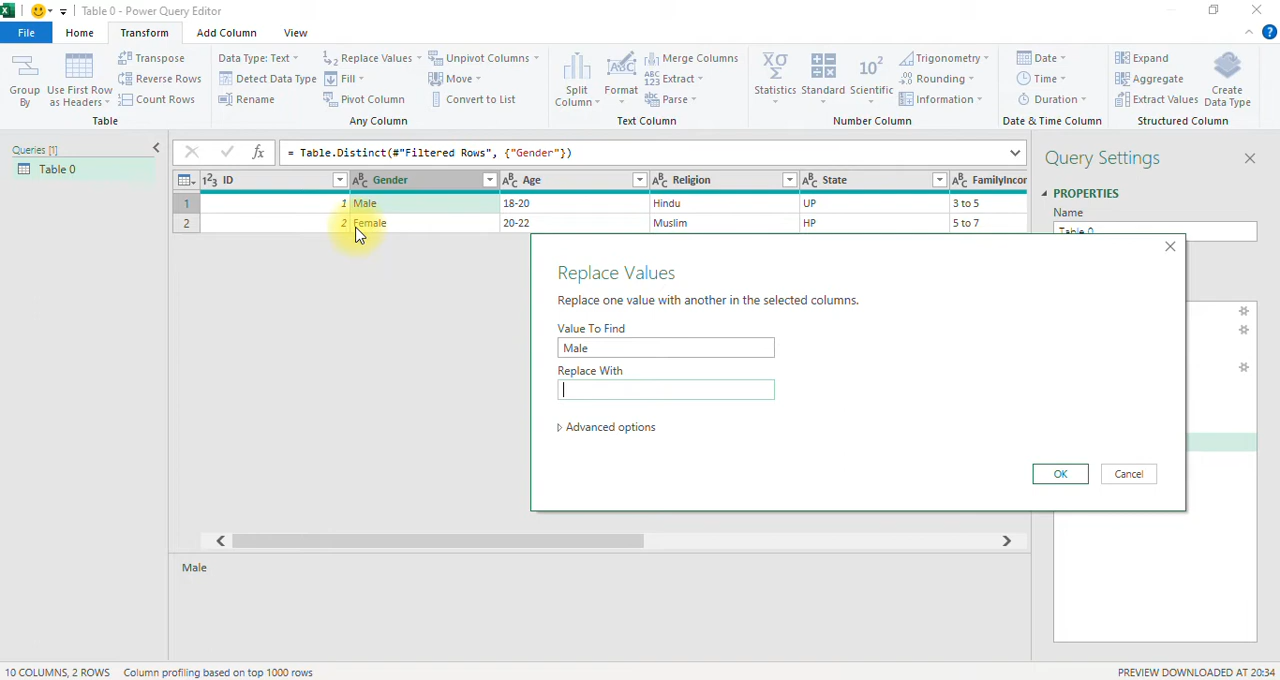 Table 0 - Power Query Editor
File Home Transform Add Column View
Group By
Use First Row as Headers
Transpose
Reverse Rows
Count Rows
Table
Data Type: Text
Detect Data Type
Rename
Replace Values
Fill
Pivot Column
Unpivot Columns
Move
Convert to List
Any Column
Split Column
Format
Merge Columns
Extract
Parse
Text Column
Statistics
Standard
Scientific
Trigonometry
Rounding
Information
Number Column
Date
Time
Duration
Date & Time Column
Expand
Aggregate
Extract Values
Create Data Type
Structured Column
Queries [1]
Table 0
= Table.Distinct(#"Filtered Rows", {"Gender"})
ID Gender Age Religion State FamilyIncor
1 1 Male 18-20 Hindu UP 3 to 5
2 2 Female 20-22 Muslim HP 5 to 7
Query Settings
PROPERTIES
Name
Table 0
Replace Values
Replace one value with another in the selected columns.
Value To Find
Male
Replace With
Advanced options
OK Cancel
Male
10 COLUMNS, 2 ROWS Column profiling based on top 1000 rows PREVIEW DOWNLOADED AT 20:34